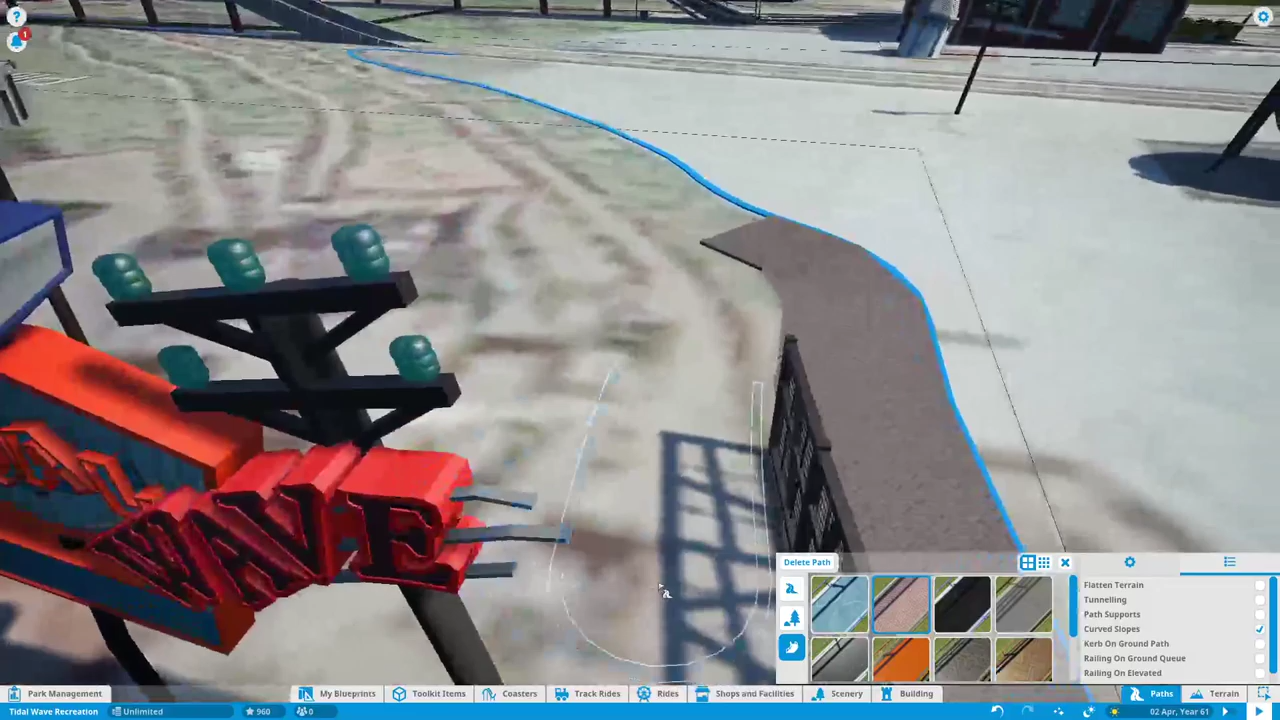 ?
1
WAVE
Delete Path
Flatten Terrain
Tunnelling
Path Supports
Curved Slopes
Kerb On Ground Path
Railing On Ground Queue
Railing On Elevated
Park Management
My Blueprints
Toolkit Items
Coasters
Track Rides
Rides
Shops and Facilities
Scenery
Building
Paths
Terrain
Tidal Wave Recreation
Unlimited
960
0
02 Apr, Year 61